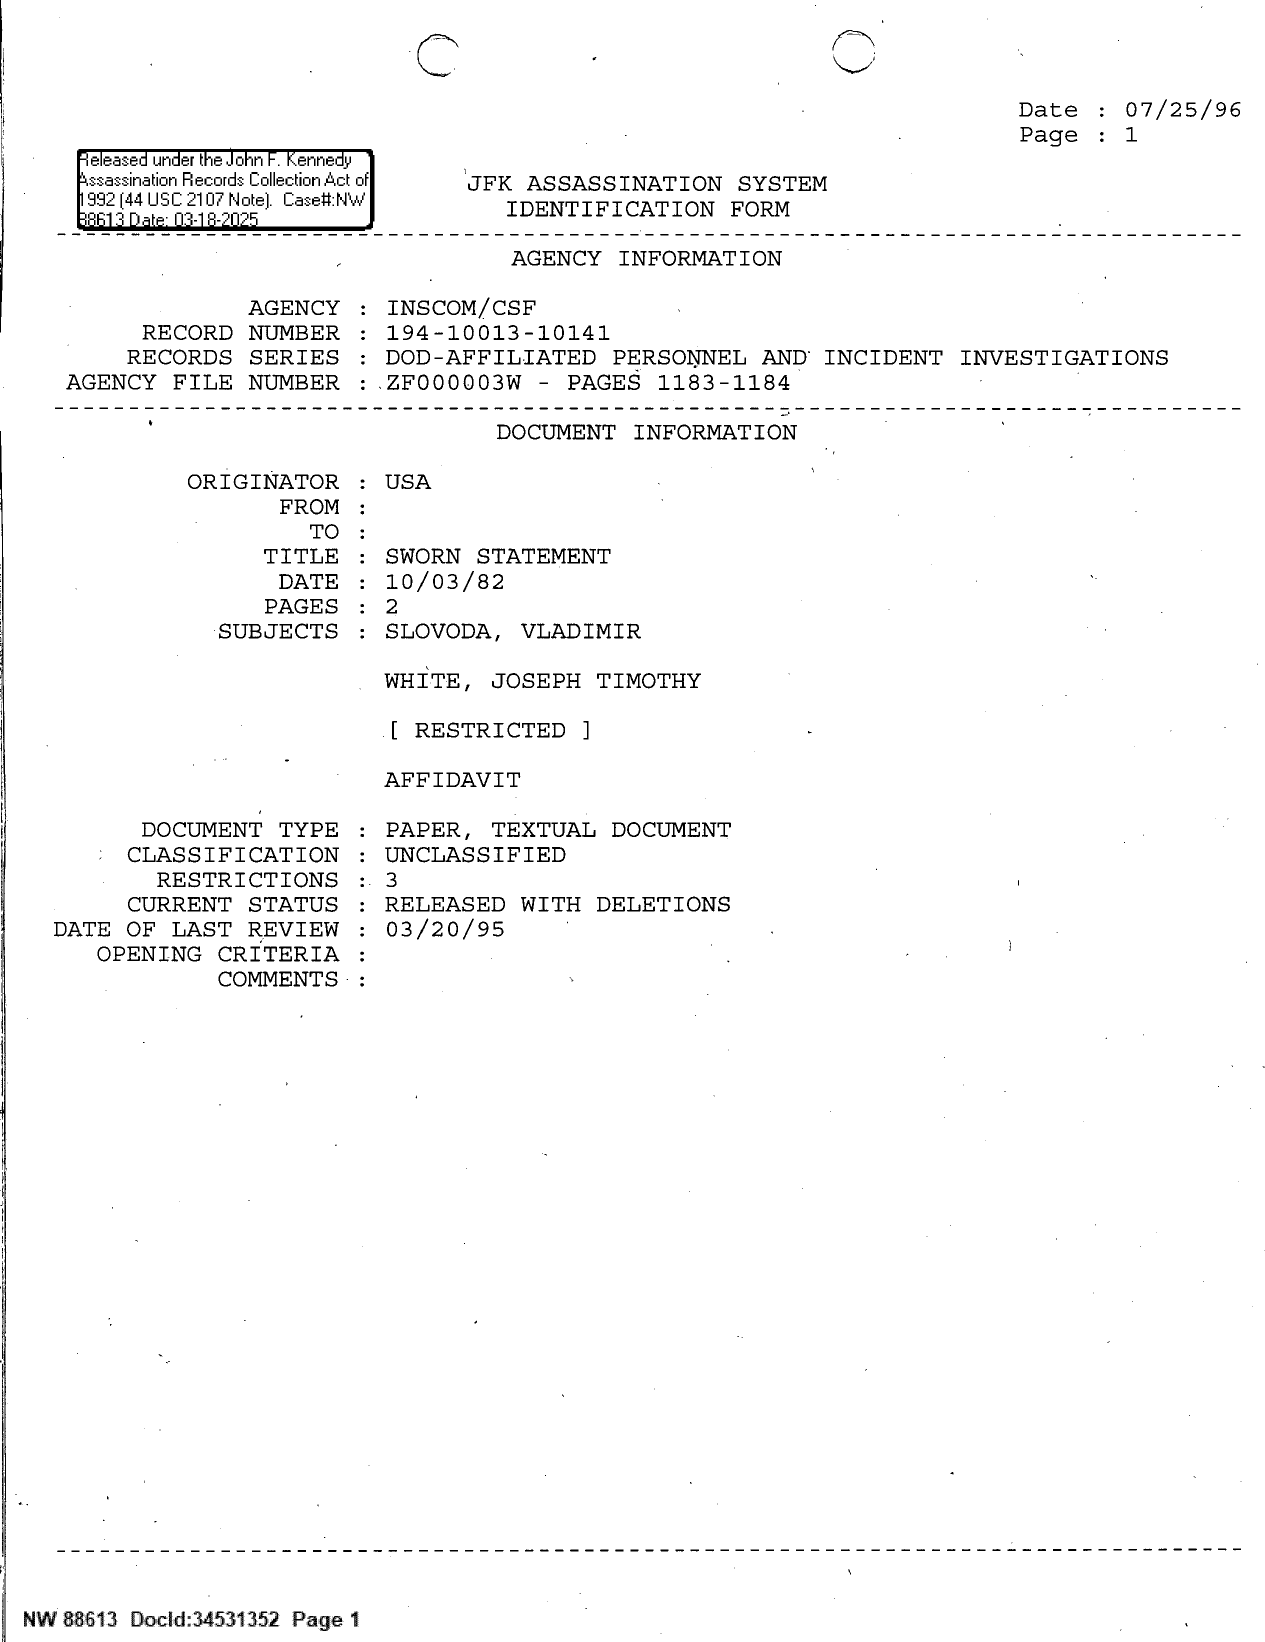 Date : 07/25/96
Page : 1
Released under the John F. Kennedy
Assassination Records Collection Act of
1992 (44 USC 2107 Note). Case#:NW
88613 Date: 03-18-2025
JFK ASSASSINATION SYSTEM
IDENTIFICATION FORM
AGENCY INFORMATION
AGENCY : INSCOM/CSF
RECORD NUMBER : 194-10013-10141
RECORDS SERIES : DOD-AFFILIATED PERSONNEL AND INCIDENT INVESTIGATIONS
AGENCY FILE NUMBER : ZF000003W - PAGES 1183-1184
DOCUMENT INFORMATION
ORIGINATOR : USA
FROM :
TO :
TITLE : SWORN STATEMENT
DATE : 10/03/82
PAGES : 2
SUBJECTS : SLOVODA, VLADIMIR
WHITE, JOSEPH TIMOTHY
[ RESTRICTED ]
AFFIDAVIT
DOCUMENT TYPE : PAPER, TEXTUAL DOCUMENT
CLASSIFICATION : UNCLASSIFIED
RESTRICTIONS : 3
CURRENT STATUS : RELEASED WITH DELETIONS
DATE OF LAST REVIEW : 03/20/95
OPENING CRITERIA :
COMMENTS :
NW 88613 DocId:34531352 Page 1